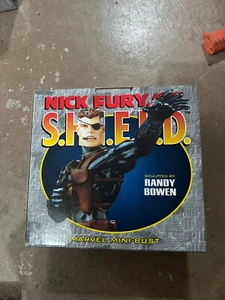 NICK FURY
S.H.I.E.L.D.
SCULPTED BY
RANDY
BOWEN
MARVEL MINI-BUST